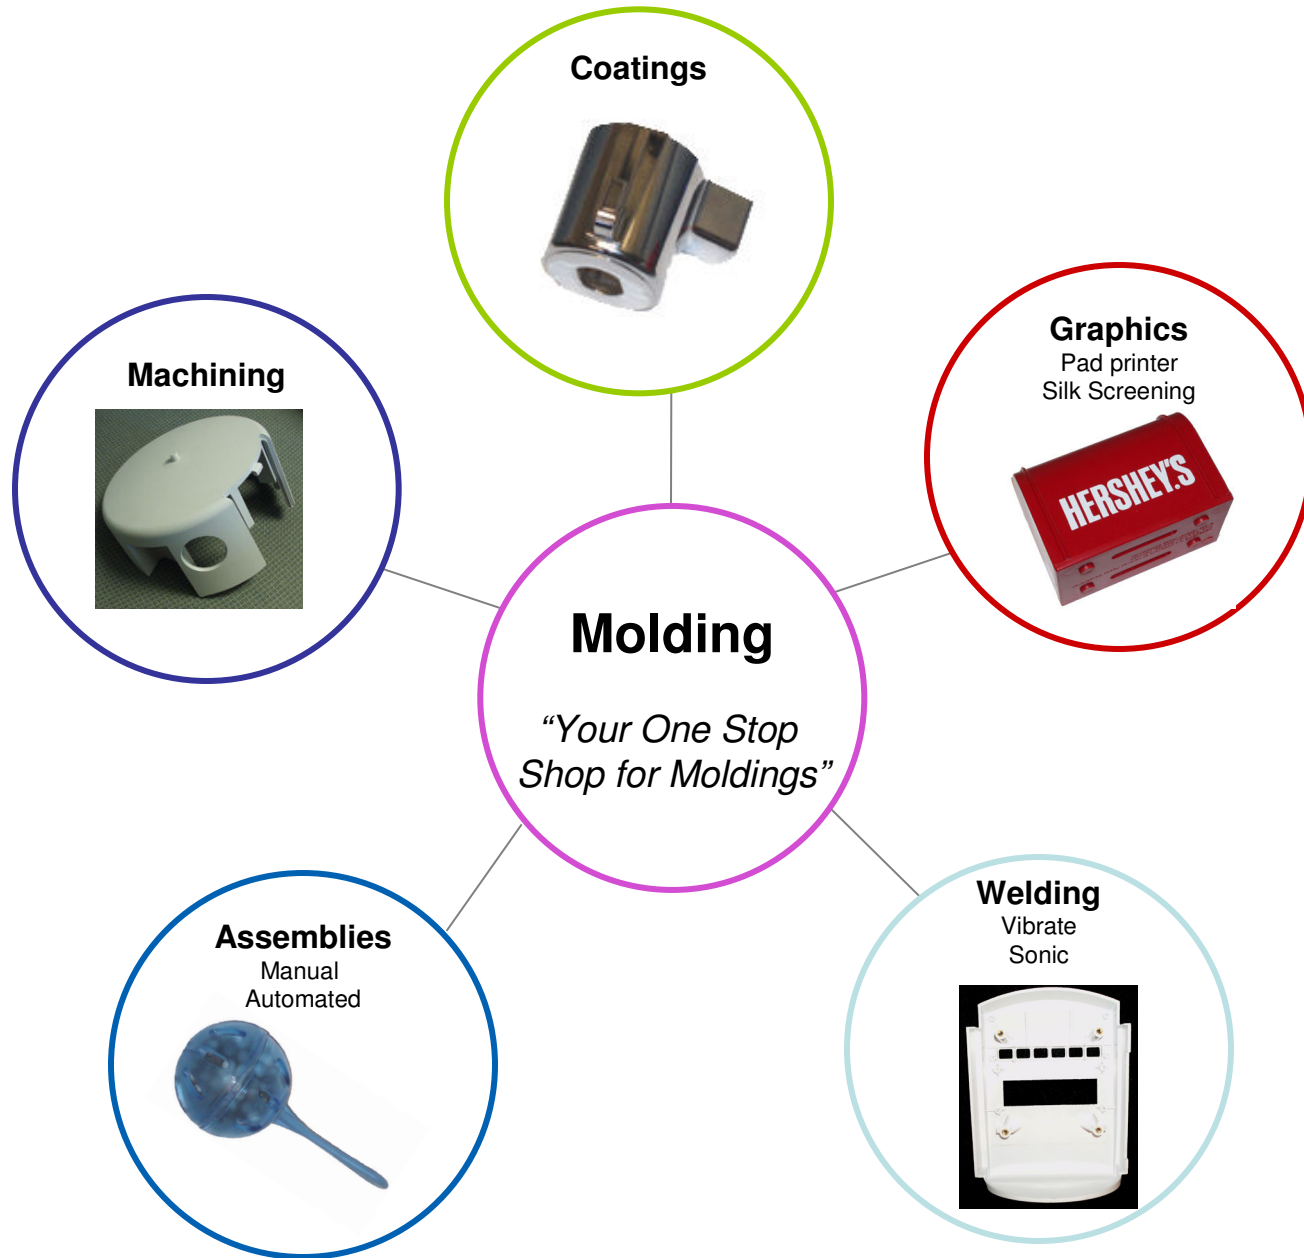 Coatings
Graphics
Pad printer
Silk Screening
HERSHEY'S
Machining
Molding
“Your One Stop
Shop for Moldings”
Welding
Vibrate
Sonic
Assemblies
Manual
Automated